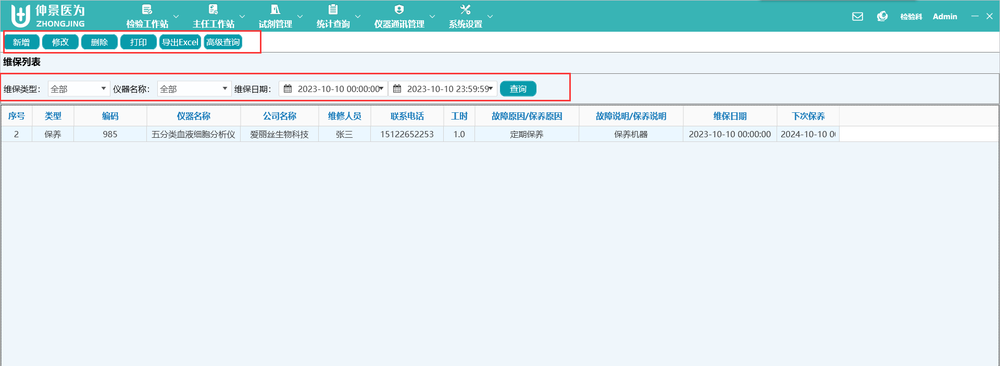 仲景医为
ZHONGJING
检验工作站 主任工作站 试剂管理 统计查询 仪器通讯管理 系统设置 检验科 Admin
新增 修改 删除 打印 导出Excel 高级查询
维保列表
维保类型： 全部 仪器名称： 全部 维保日期： 2023-10-10 00:00:00 2023-10-10 23:59:59 查询
序号 类型 编码 仪器名称 公司名称 维修人员 联系电话 工时 故障原因/保养原因 故障说明/保养说明 维保日期 下次保养
2 保养 985 五分类血液细胞分析仪 爱丽丝生物科技 张三 15122652253 1.0 定期保养 保养机器 2023-10-10 00:00:00 2024-10-10